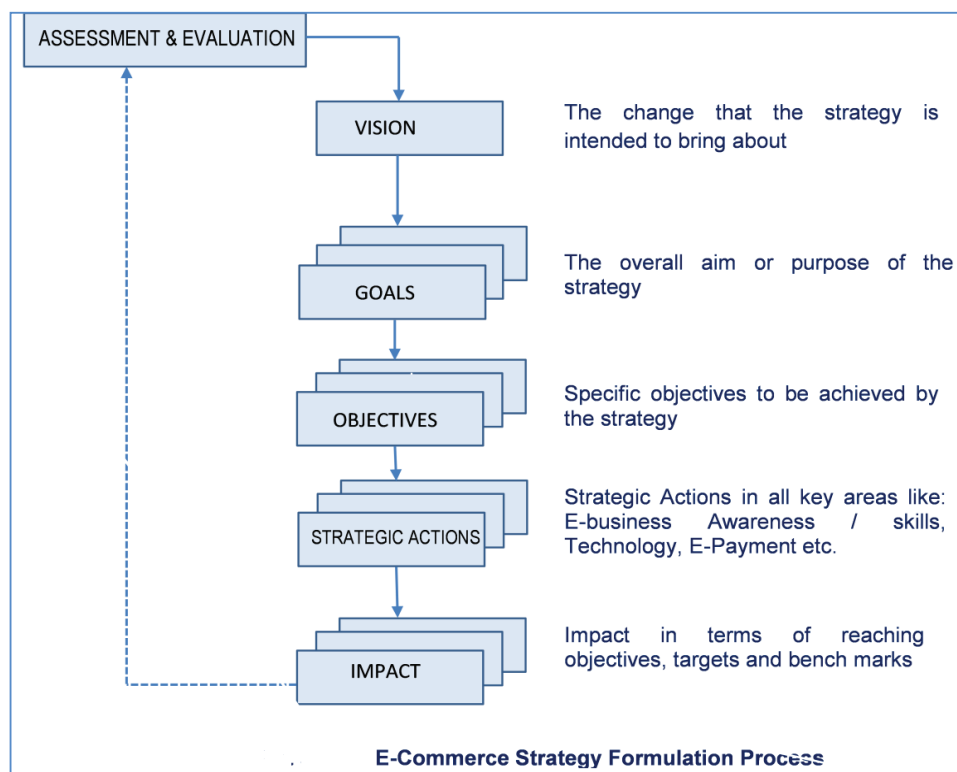 ASSESSMENT & EVALUATION
VISION
The change that the strategy is
intended to bring about
GOALS
The overall aim or purpose of the
strategy
OBJECTIVES
Specific objectives to be achieved by
the strategy
STRATEGIC ACTIONS
Strategic Actions in all key areas like:
E-business Awareness / skills,
Technology, E-Payment etc.
IMPACT
Impact in terms of reaching
objectives, targets and bench marks
E-Commerce Strategy Formulation Process